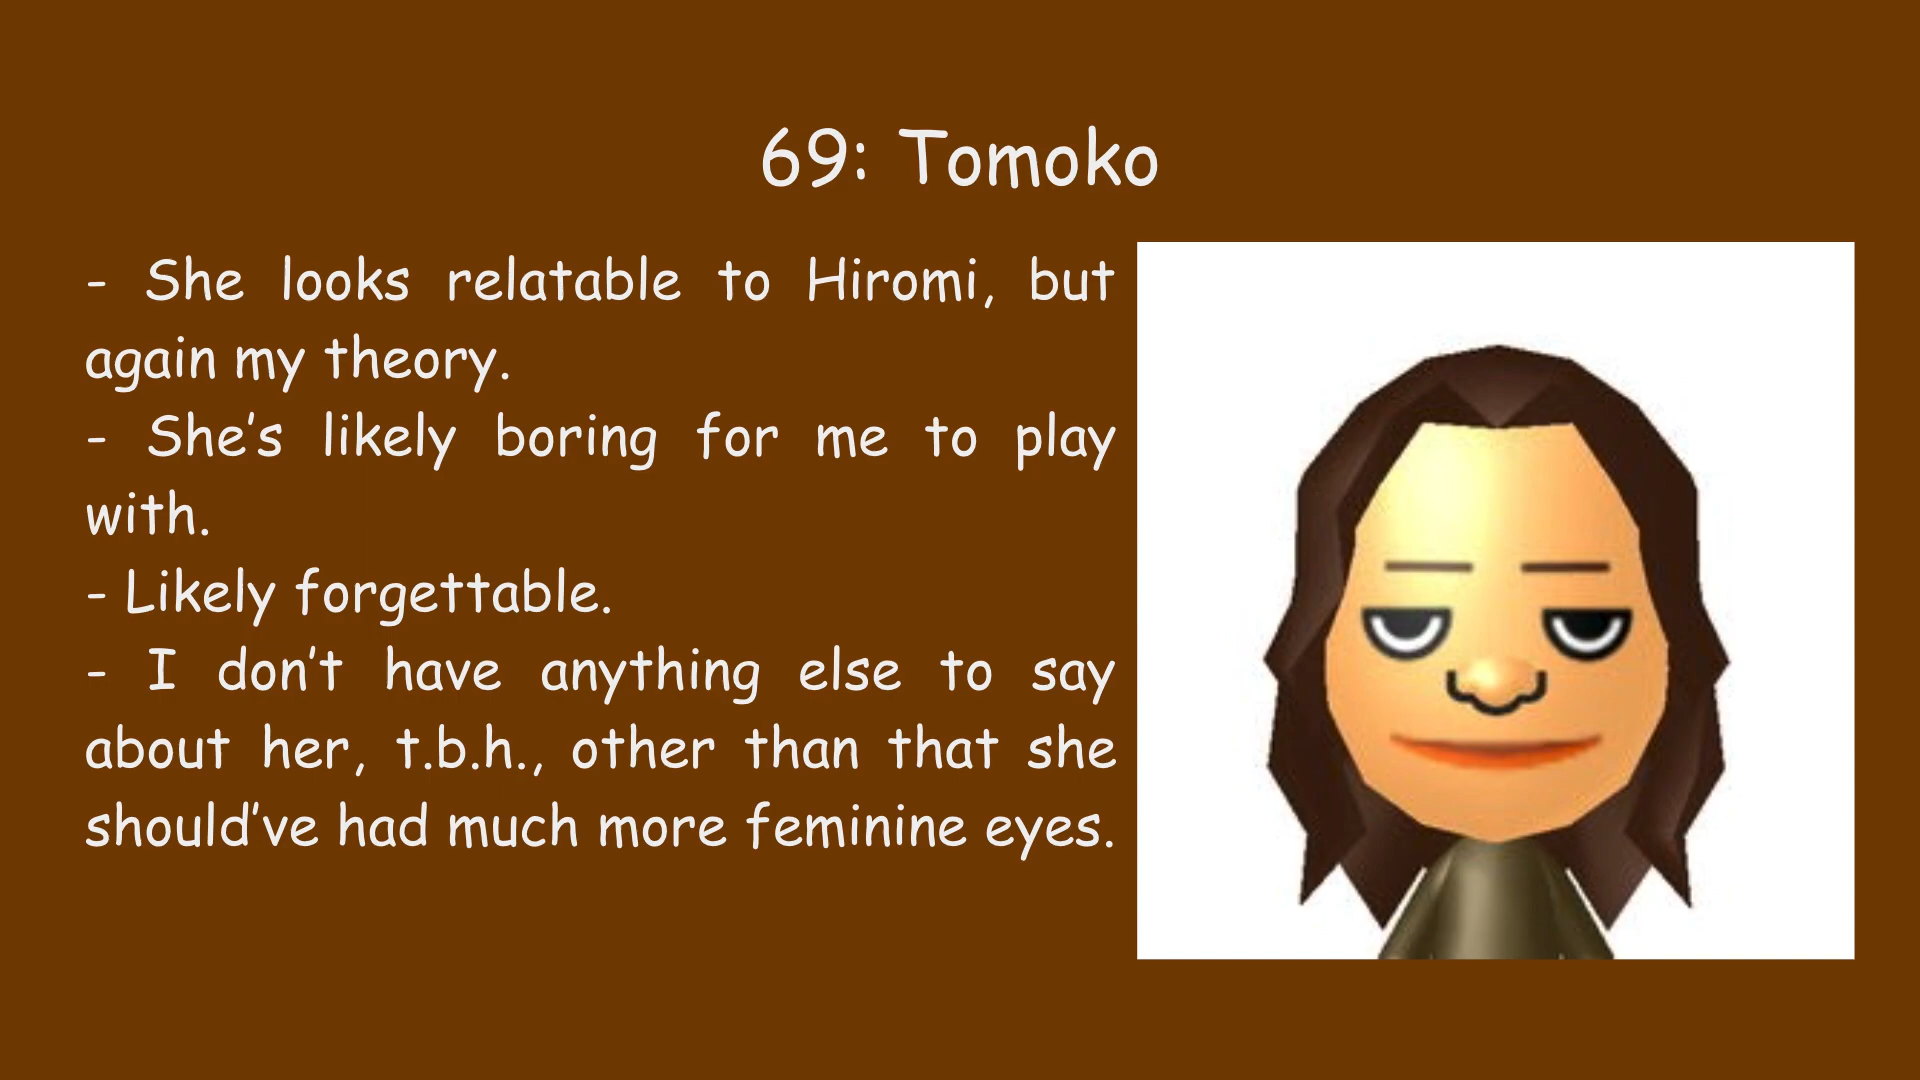 69: Tomoko
- She looks relatable to Hiromi, but
again my theory.
- She’s likely boring for me to play
with.
- Likely forgettable.
- I don’t have anything else to say
about her, t.b.h., other than that she
should’ve had much more feminine eyes.